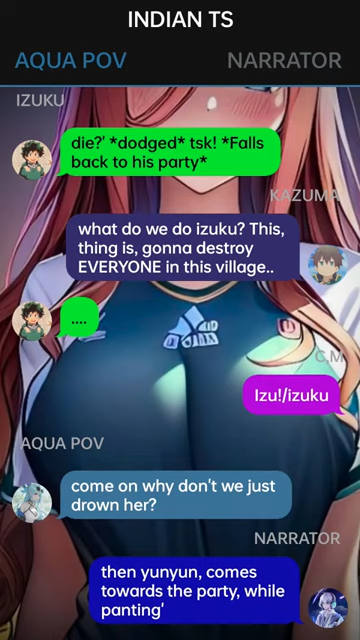 INDIAN TS
AQUA POV
NARRATOR
IZUKU
die?' *dodged* tsk! *Falls
back to his party*
KAZUMA
what do we do izuku? This,
thing is, gonna destroy
EVERYONE in this village..
....
C.M
Izu!/izuku
AQUA POV
come on why don't we just
drown her?
NARRATOR
then yunyun, comes
towards the party, while
panting'